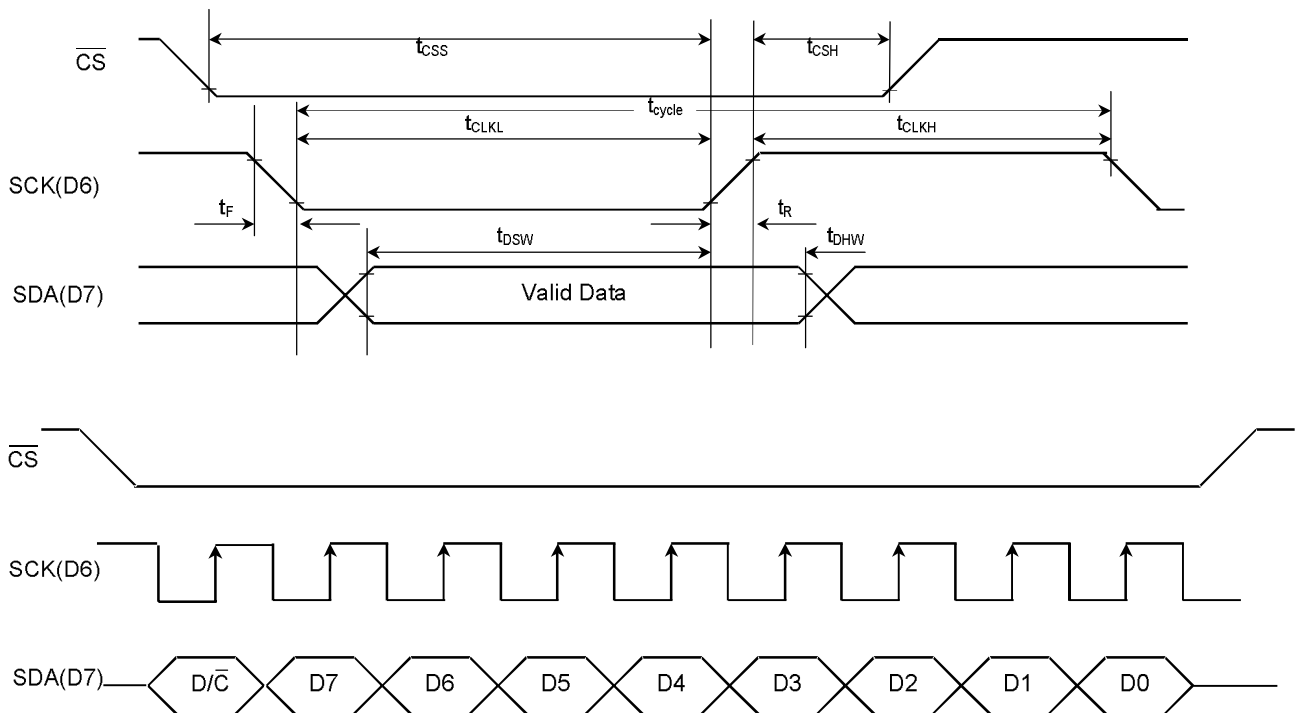 CS
tCSS
tCSH
tcycle
tCLKL
tCLKH
SCK(D6)
tF
tR
tDSW
tDHW
SDA(D7)
Valid Data
CS
SCK(D6)
SDA(D7)
D/C̅ D7 D6 D5 D4 D3 D2 D1 D0